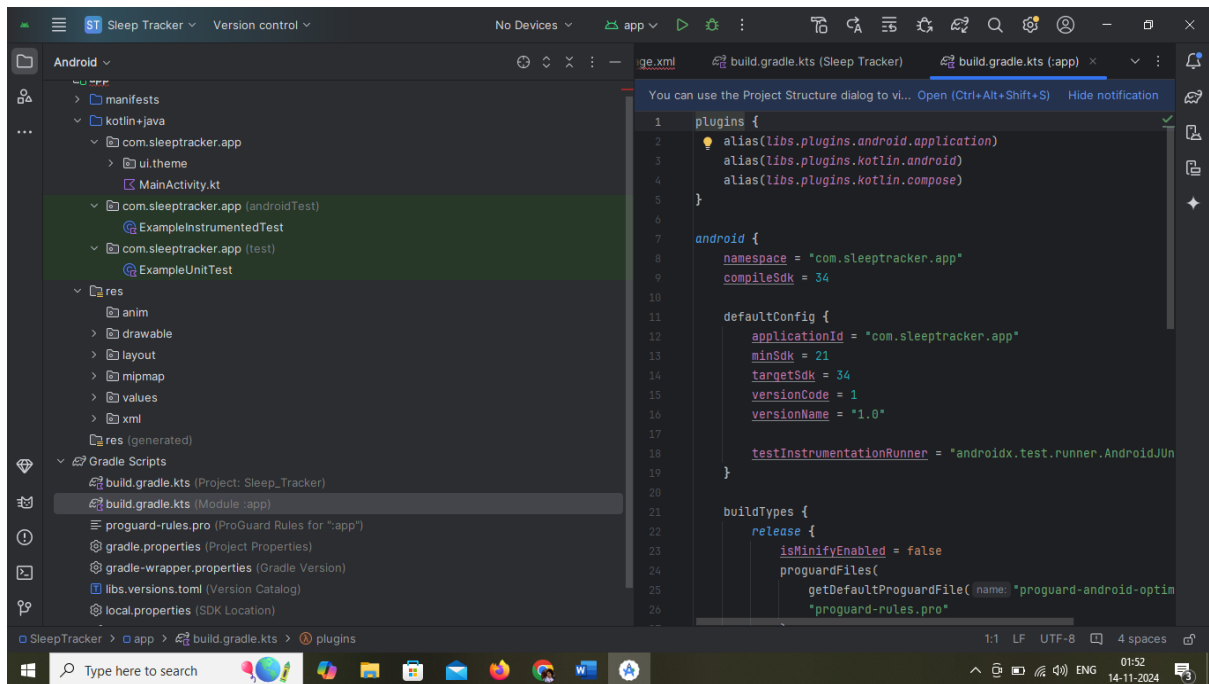 ST Sleep Tracker Version control No Devices app
Android
app
manifests
kotlin+java
com.sleeptracker.app
ui.theme
MainActivity.kt
com.sleeptracker.app (androidTest)
ExampleInstrumentedTest
com.sleeptracker.app (test)
ExampleUnitTest
res
anim
drawable
layout
mipmap
values
xml
res (generated)
Gradle Scripts
build.gradle.kts (Project: Sleep_Tracker)
build.gradle.kts (Module :app)
proguard-rules.pro (ProGuard Rules for ":app")
gradle.properties (Project Properties)
gradle-wrapper.properties (Gradle Version)
libs.versions.toml (Version Catalog)
local.properties (SDK Location)
ge.xml build.gradle.kts (Sleep Tracker) build.gradle.kts (:app)
You can use the Project Structure dialog to vi... Open (Ctrl+Alt+Shift+S) Hide notification
1 plugins {
2 alias(libs.plugins.android.application)
3 alias(libs.plugins.kotlin.android)
4 alias(libs.plugins.kotlin.compose)
5 }
6
7 android {
8 namespace = "com.sleeptracker.app"
9 compileSdk = 34
10
11 defaultConfig {
12 applicationId = "com.sleeptracker.app"
13 minSdk = 21
14 targetSdk = 34
15 versionCode = 1
16 versionName = "1.0"
17
18 testInstrumentationRunner = "androidx.test.runner.AndroidJUn
19 }
20
21 buildTypes {
22 release {
23 isMinifyEnabled = false
24 proguardFiles(
25 getDefaultProguardFile( name: "proguard-android-optim
26 "proguard-rules.pro"
SleepTracker > app > build.gradle.kts > plugins 1:1 LF UTF-8 4 spaces
Type here to search ENG 01:52
14-11-2024 3